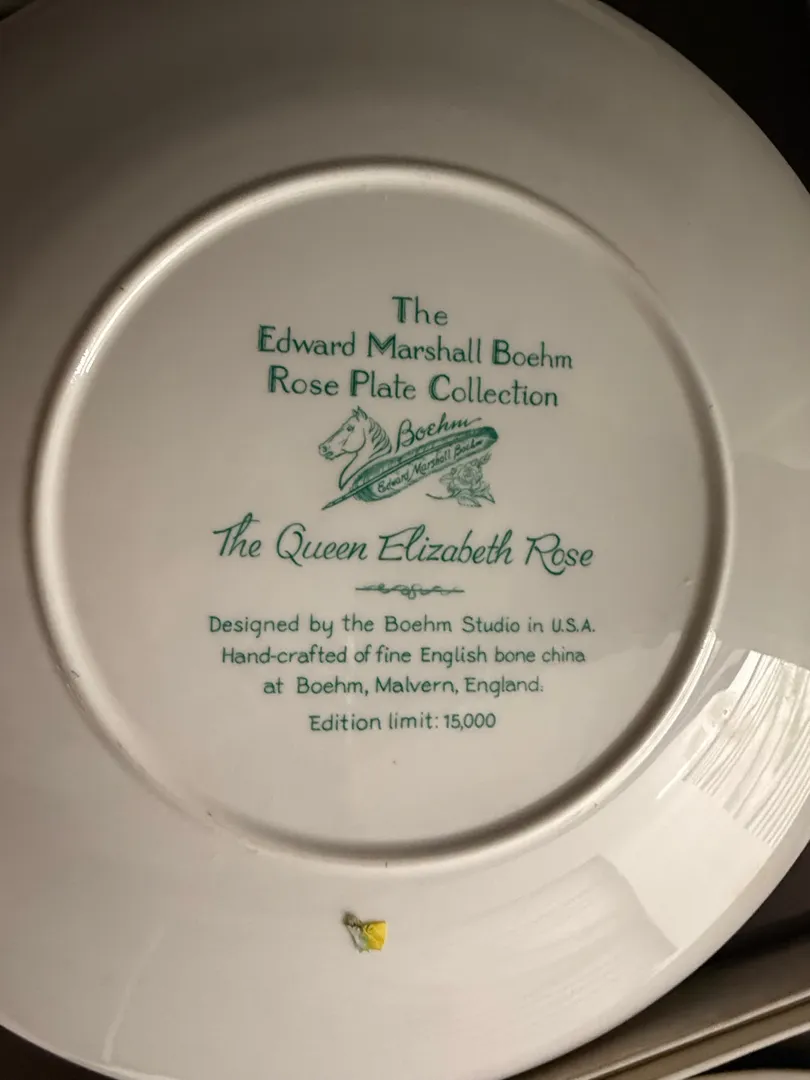 The
Edward Marshall Boehm
Rose Plate Collection
Boehm
Edward Marshall Boehm
The Queen Elizabeth Rose
Designed by the Boehm Studio in U.S.A.
Hand-crafted of fine English bone china
at Boehm, Malvern, England.
Edition limit: 15,000